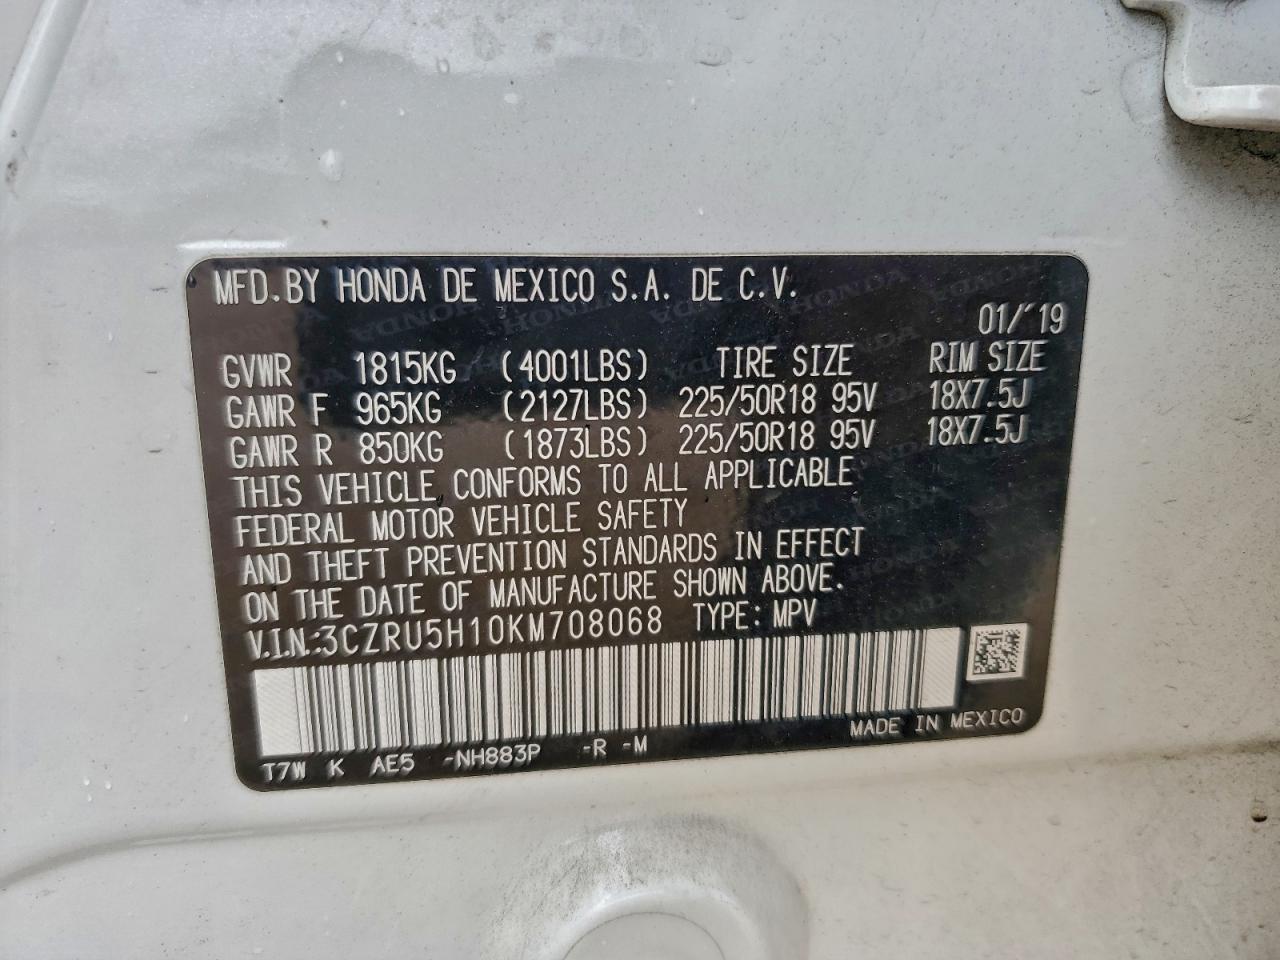 MFD.BY HONDA DE MEXICO S.A. DE C.V.
01/'19
GVWR 1815KG (4001LBS) TIRE SIZE RIM SIZE
GAWR F 965KG (2127LBS) 225/50R18 95V 18X7.5J
GAWR R 850KG (1873LBS) 225/50R18 95V 18X7.5J
THIS VEHICLE CONFORMS TO ALL APPLICABLE
FEDERAL MOTOR VEHICLE SAFETY
AND THEFT PREVENTION STANDARDS IN EFFECT
ON THE DATE OF MANUFACTURE SHOWN ABOVE.
V.I.N.:3CZRU5H10KM708068 TYPE: MPV
MADE IN MEXICO
T7W K AE5 -NH883P -R -M